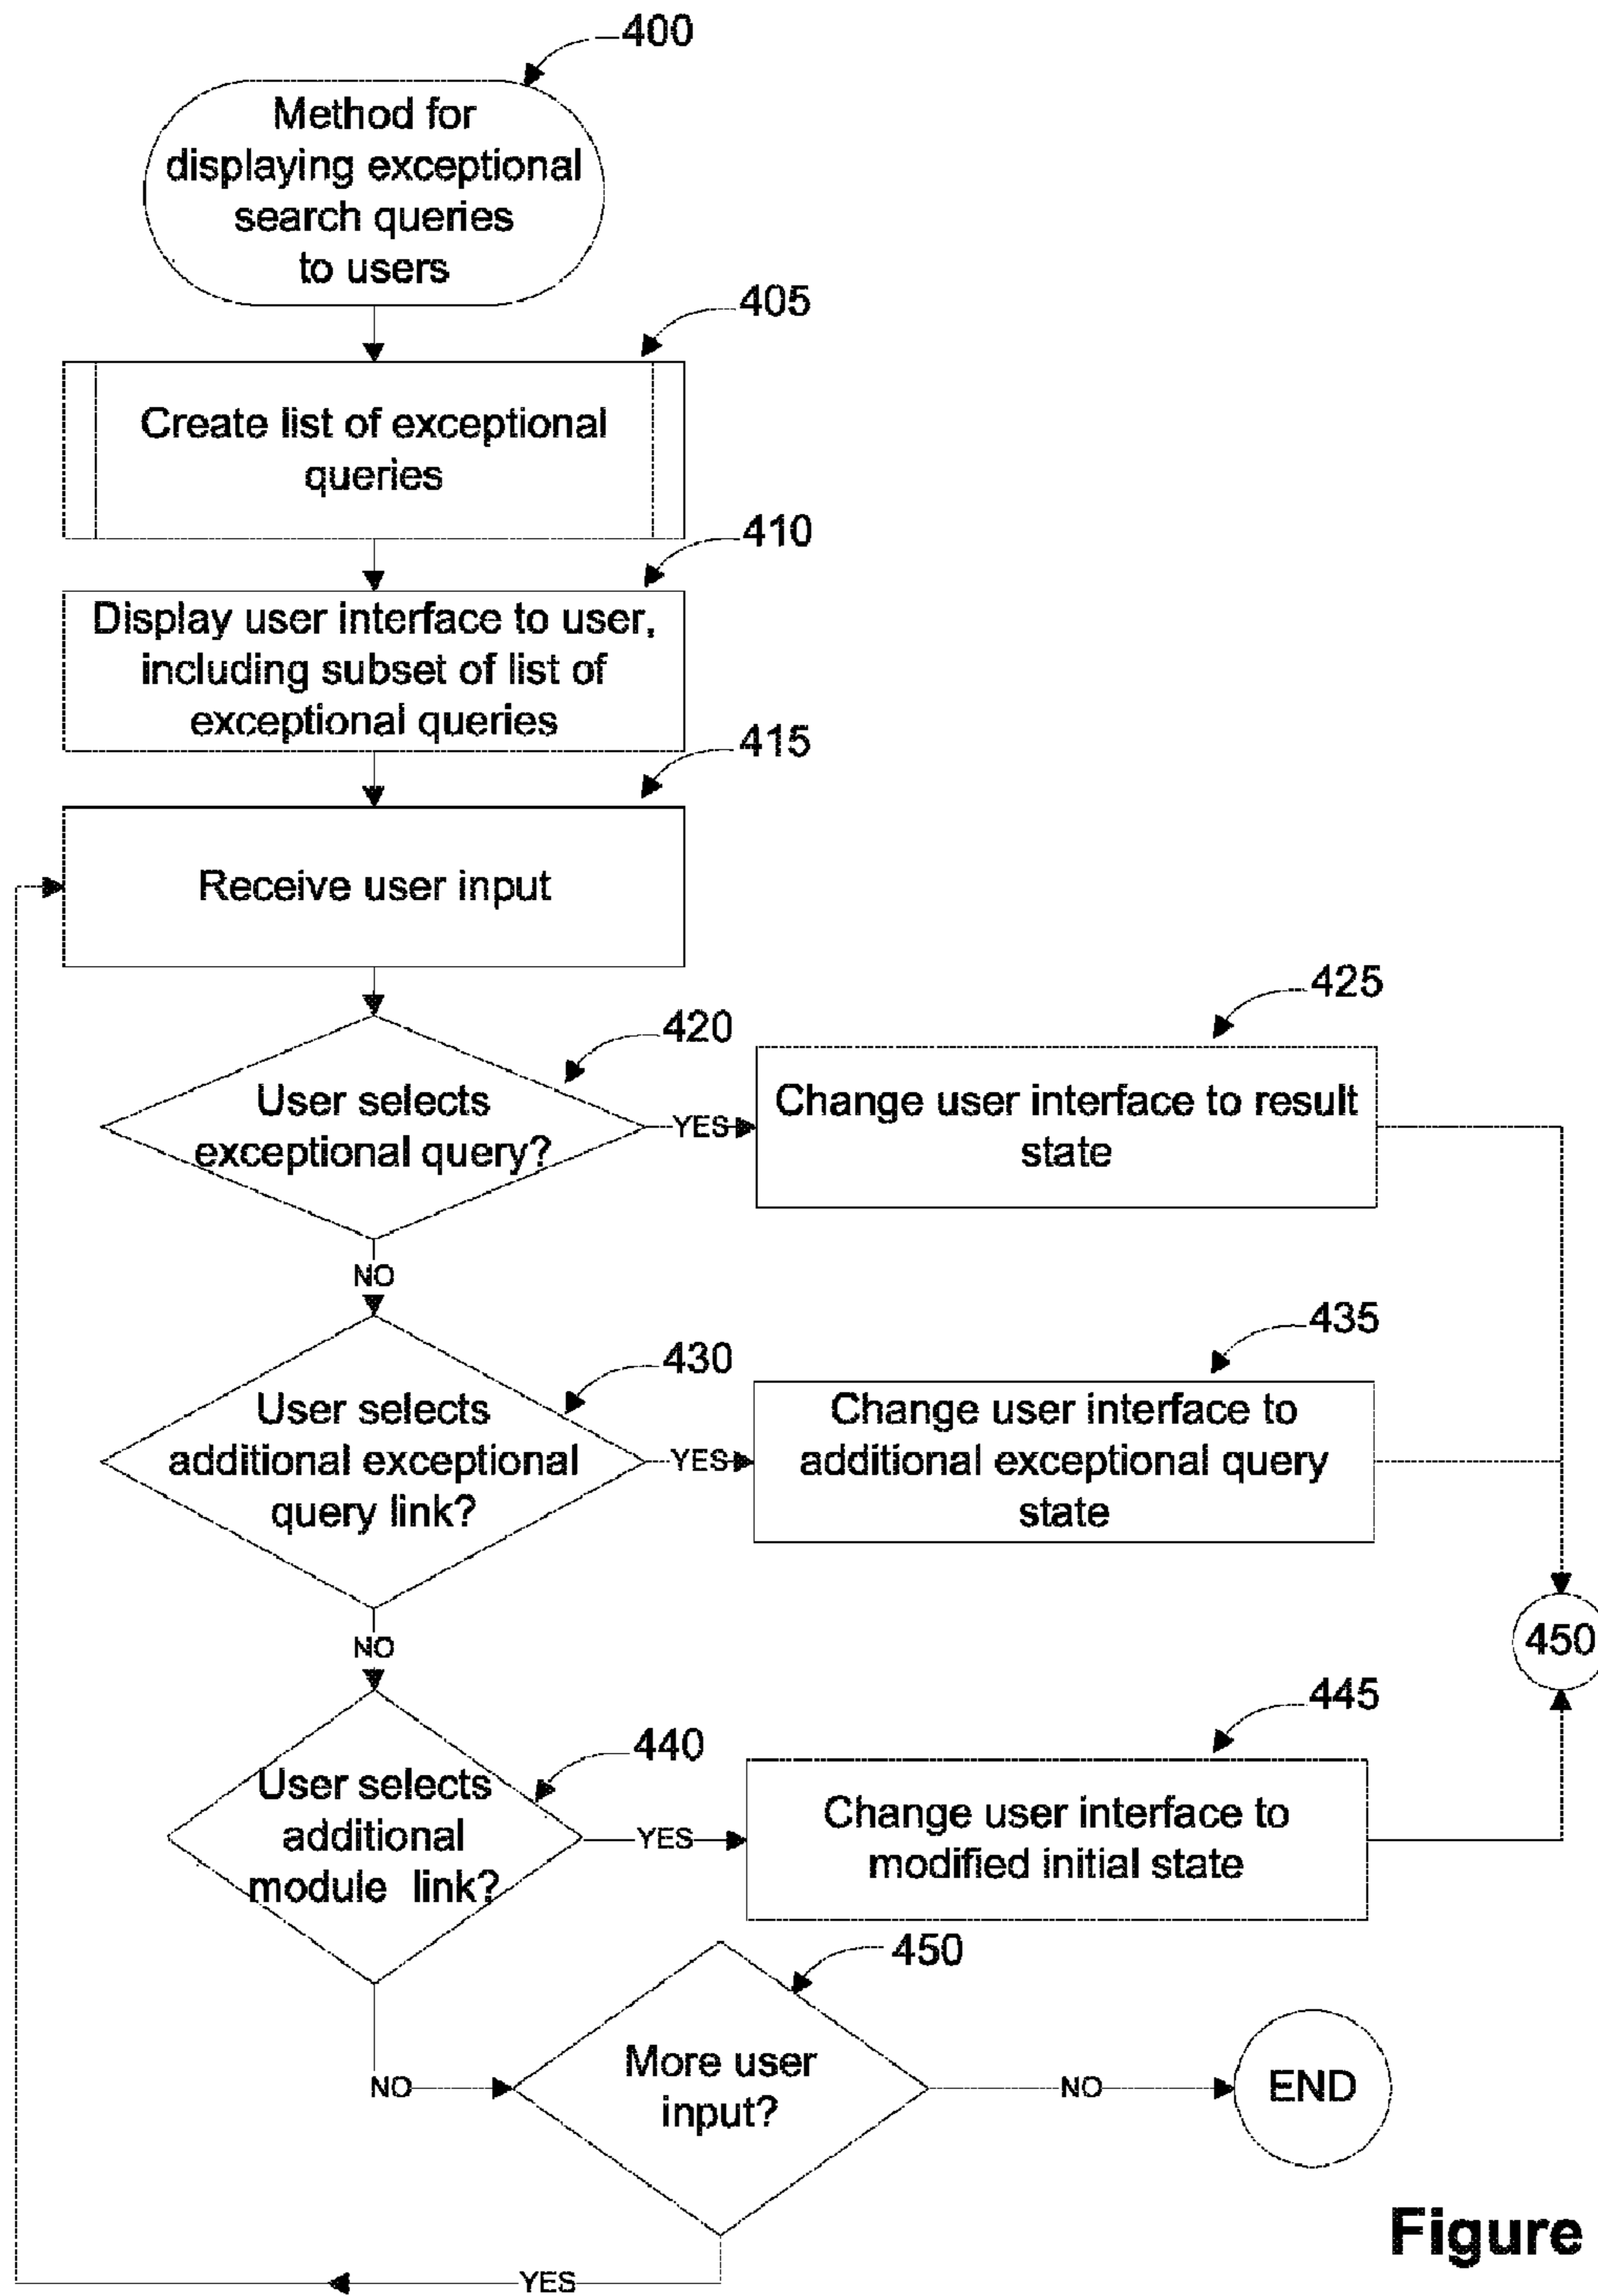 400
Method for
displaying exceptional
search queries
to users
405
Create list of exceptional
queries
410
Display user interface to user,
including subset of list of
exceptional queries
415
Receive user input
420
User selects
exceptional query?
YES
425
Change user interface to result
state
NO
430
User selects
additional exceptional
query link?
YES
435
Change user interface to
additional exceptional query
state
450
NO
440
User selects
additional
module link?
YES
445
Change user interface to
modified initial state
NO
450
More user
input?
NO
END
YES
Figure